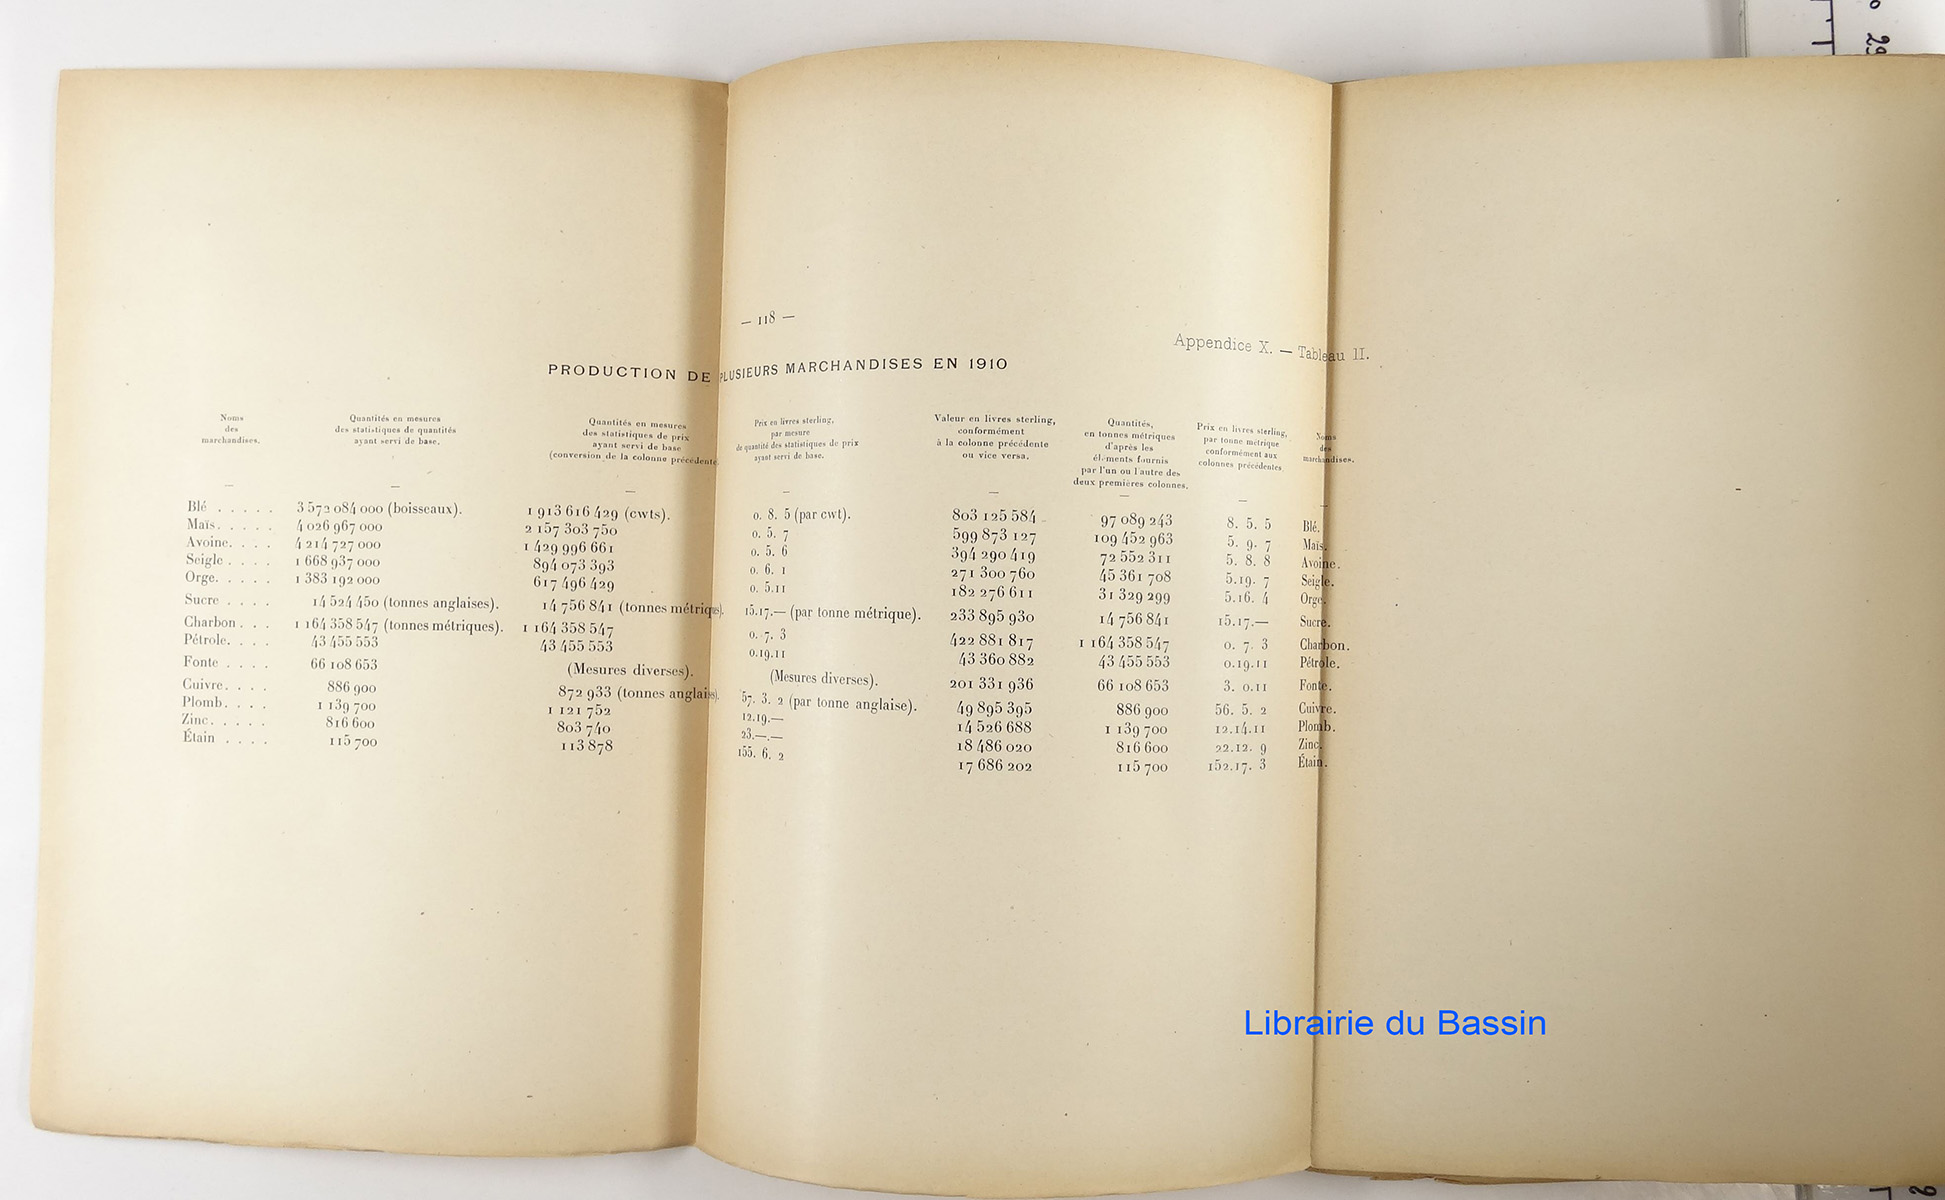 — 118 —
Appendice X. — Tableau II.
PRODUCTION DE PLUSIEURS MARCHANDISES EN 1910
Noms des marchandises. Quantités en mesures des statistiques de quantités ayant servi de base. Quantités en mesures des statistiques de prix ayant servi de base (conversion de la colonne précédente Prix en livres sterling, par mesure de quantité des statistiques de prix ayant servi de base. Valeur en livres sterling, conformément à la colonne précédente ou vice versa. Quantités, en tonnes métriques d'après les éléments fournis par l'un ou l'autre des deux premières colonnes. Prix en livres sterling, par tonne métrique conformément aux colonnes précédentes Noms des marchandises.
Blé . . . . . 3 572 084 000 (boisseaux). 1 913 616 429 (cwts). 0. 8. 5 (par cwt). 803 125 584 97 089 243 8. 5. 5 Blé.
Maïs. . . . . 4 026 967 000 2 157 303 750 0. 5. 7 599 873 127 109 452 963 5. 9. 7 Maïs.
Avoine. . . . 4 214 727 000 1 429 996 661 0. 5. 6 394 290 419 72 552 311 5. 8. 8 Avoine.
Seigle . . . . 1 668 937 000 894 073 393 0. 6. 1 271 300 760 45 361 708 5.19. 7 Seigle.
Orge. . . . . 1 383 192 000 617 496 429 0. 5.11 182 276 611 31 329 299 5.16. 4 Orge.
Sucre . . . . 14 524 450 (tonnes anglaises). 14 756 841 (tonnes métriques). 15.17.— (par tonne métrique). 233 895 930 14 756 841 15.17.— Sucre.
Charbon . . . 1 164 358 547 (tonnes métriques). 1 164 358 547 0. 7. 3 422 881 817 1 164 358 547 0. 7. 3 Charbon.
Pétrole. . . . 43 455 553 43 455 553 0.19.11 43 360 882 43 455 553 0.19.11 Pétrole.
Fonte . . . . 66 108 653 (Mesures diverses). (Mesures diverses). 201 331 936 66 108 653 3. 0.11 Fonte.
Cuivre. . . . 886 900 872 933 (tonnes anglaises). 57. 3. 2 (par tonne anglaise). 49 895 395 886 900 56. 5. 2 Cuivre.
Plomb. . . . 1 139 700 1 121 752 12.19.— 14 526 688 1 139 700 12.14.11 Plomb.
Zinc. . . . . 816 600 803 740 23.—.— 18 486 020 816 600 22.12. 9 Zinc.
Étain . . . . 115 700 113 878 155. 6. 2 17 686 202 115 700 152.17. 3 Étain.
Librairie du Bassin